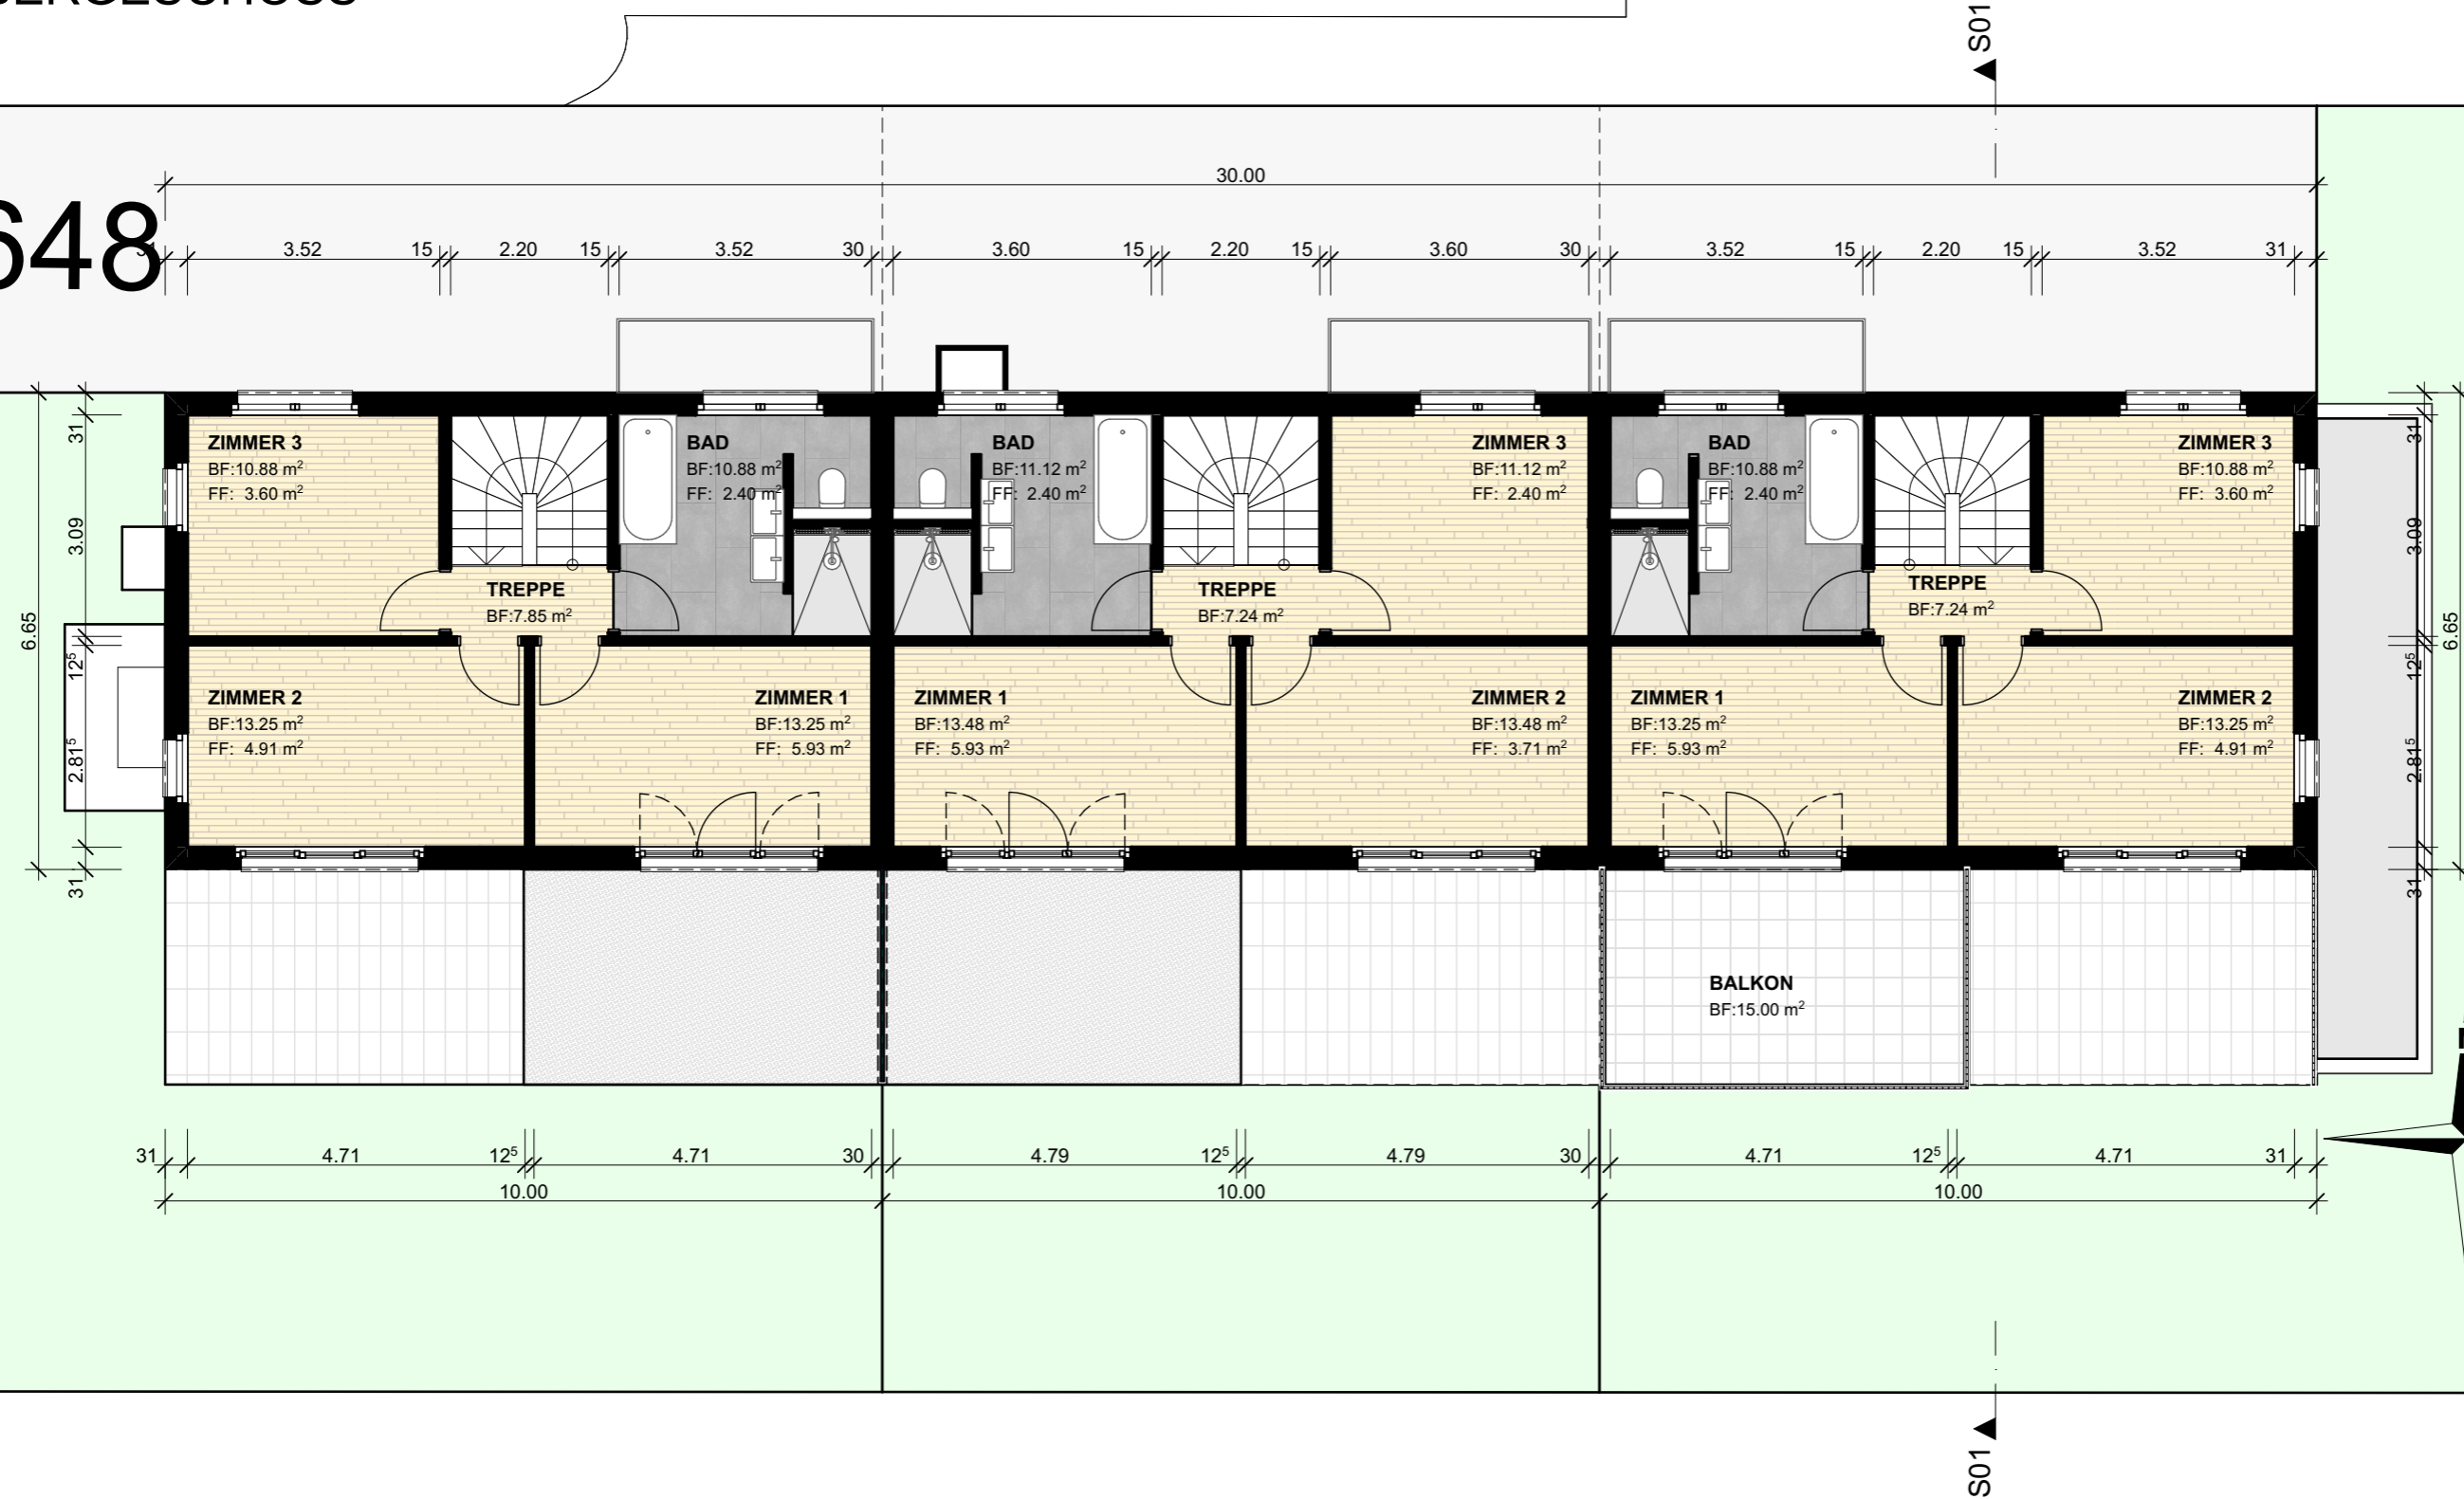 S01
30.00
648
3.52 15 2.20 15 3.52 30 3.60 15 2.20 15 3.60 30 3.52 15 2.20 15 3.52 31
ZIMMER 3
BF:10.88 m²
FF: 3.60 m²
BAD
BF:10.88 m²
FF: 2.40 m²
BAD
BF:11.12 m²
FF: 2.40 m²
ZIMMER 3
BF:11.12 m²
FF: 2.40 m²
BAD
BF:10.88 m²
FF: 2.40 m²
ZIMMER 3
BF:10.88 m²
FF: 3.60 m²
TREPPE
BF:7.85 m²
TREPPE
BF:7.24 m²
TREPPE
BF:7.24 m²
6.65
31
3.09
12⁵
2.81⁵
31
31
3.09
12⁵
2.81⁵
31
6.65
ZIMMER 2
BF:13.25 m²
FF: 4.91 m²
ZIMMER 1
BF:13.25 m²
FF: 5.93 m²
ZIMMER 1
BF:13.48 m²
FF: 5.93 m²
ZIMMER 2
BF:13.48 m²
FF: 3.71 m²
ZIMMER 1
BF:13.25 m²
FF: 5.93 m²
ZIMMER 2
BF:13.25 m²
FF: 4.91 m²
BALKON
BF:15.00 m²
31 4.71 12⁵ 4.71 30 4.79 12⁵ 4.79 30 4.71 12⁵ 4.71 31
10.00 10.00 10.00
S01